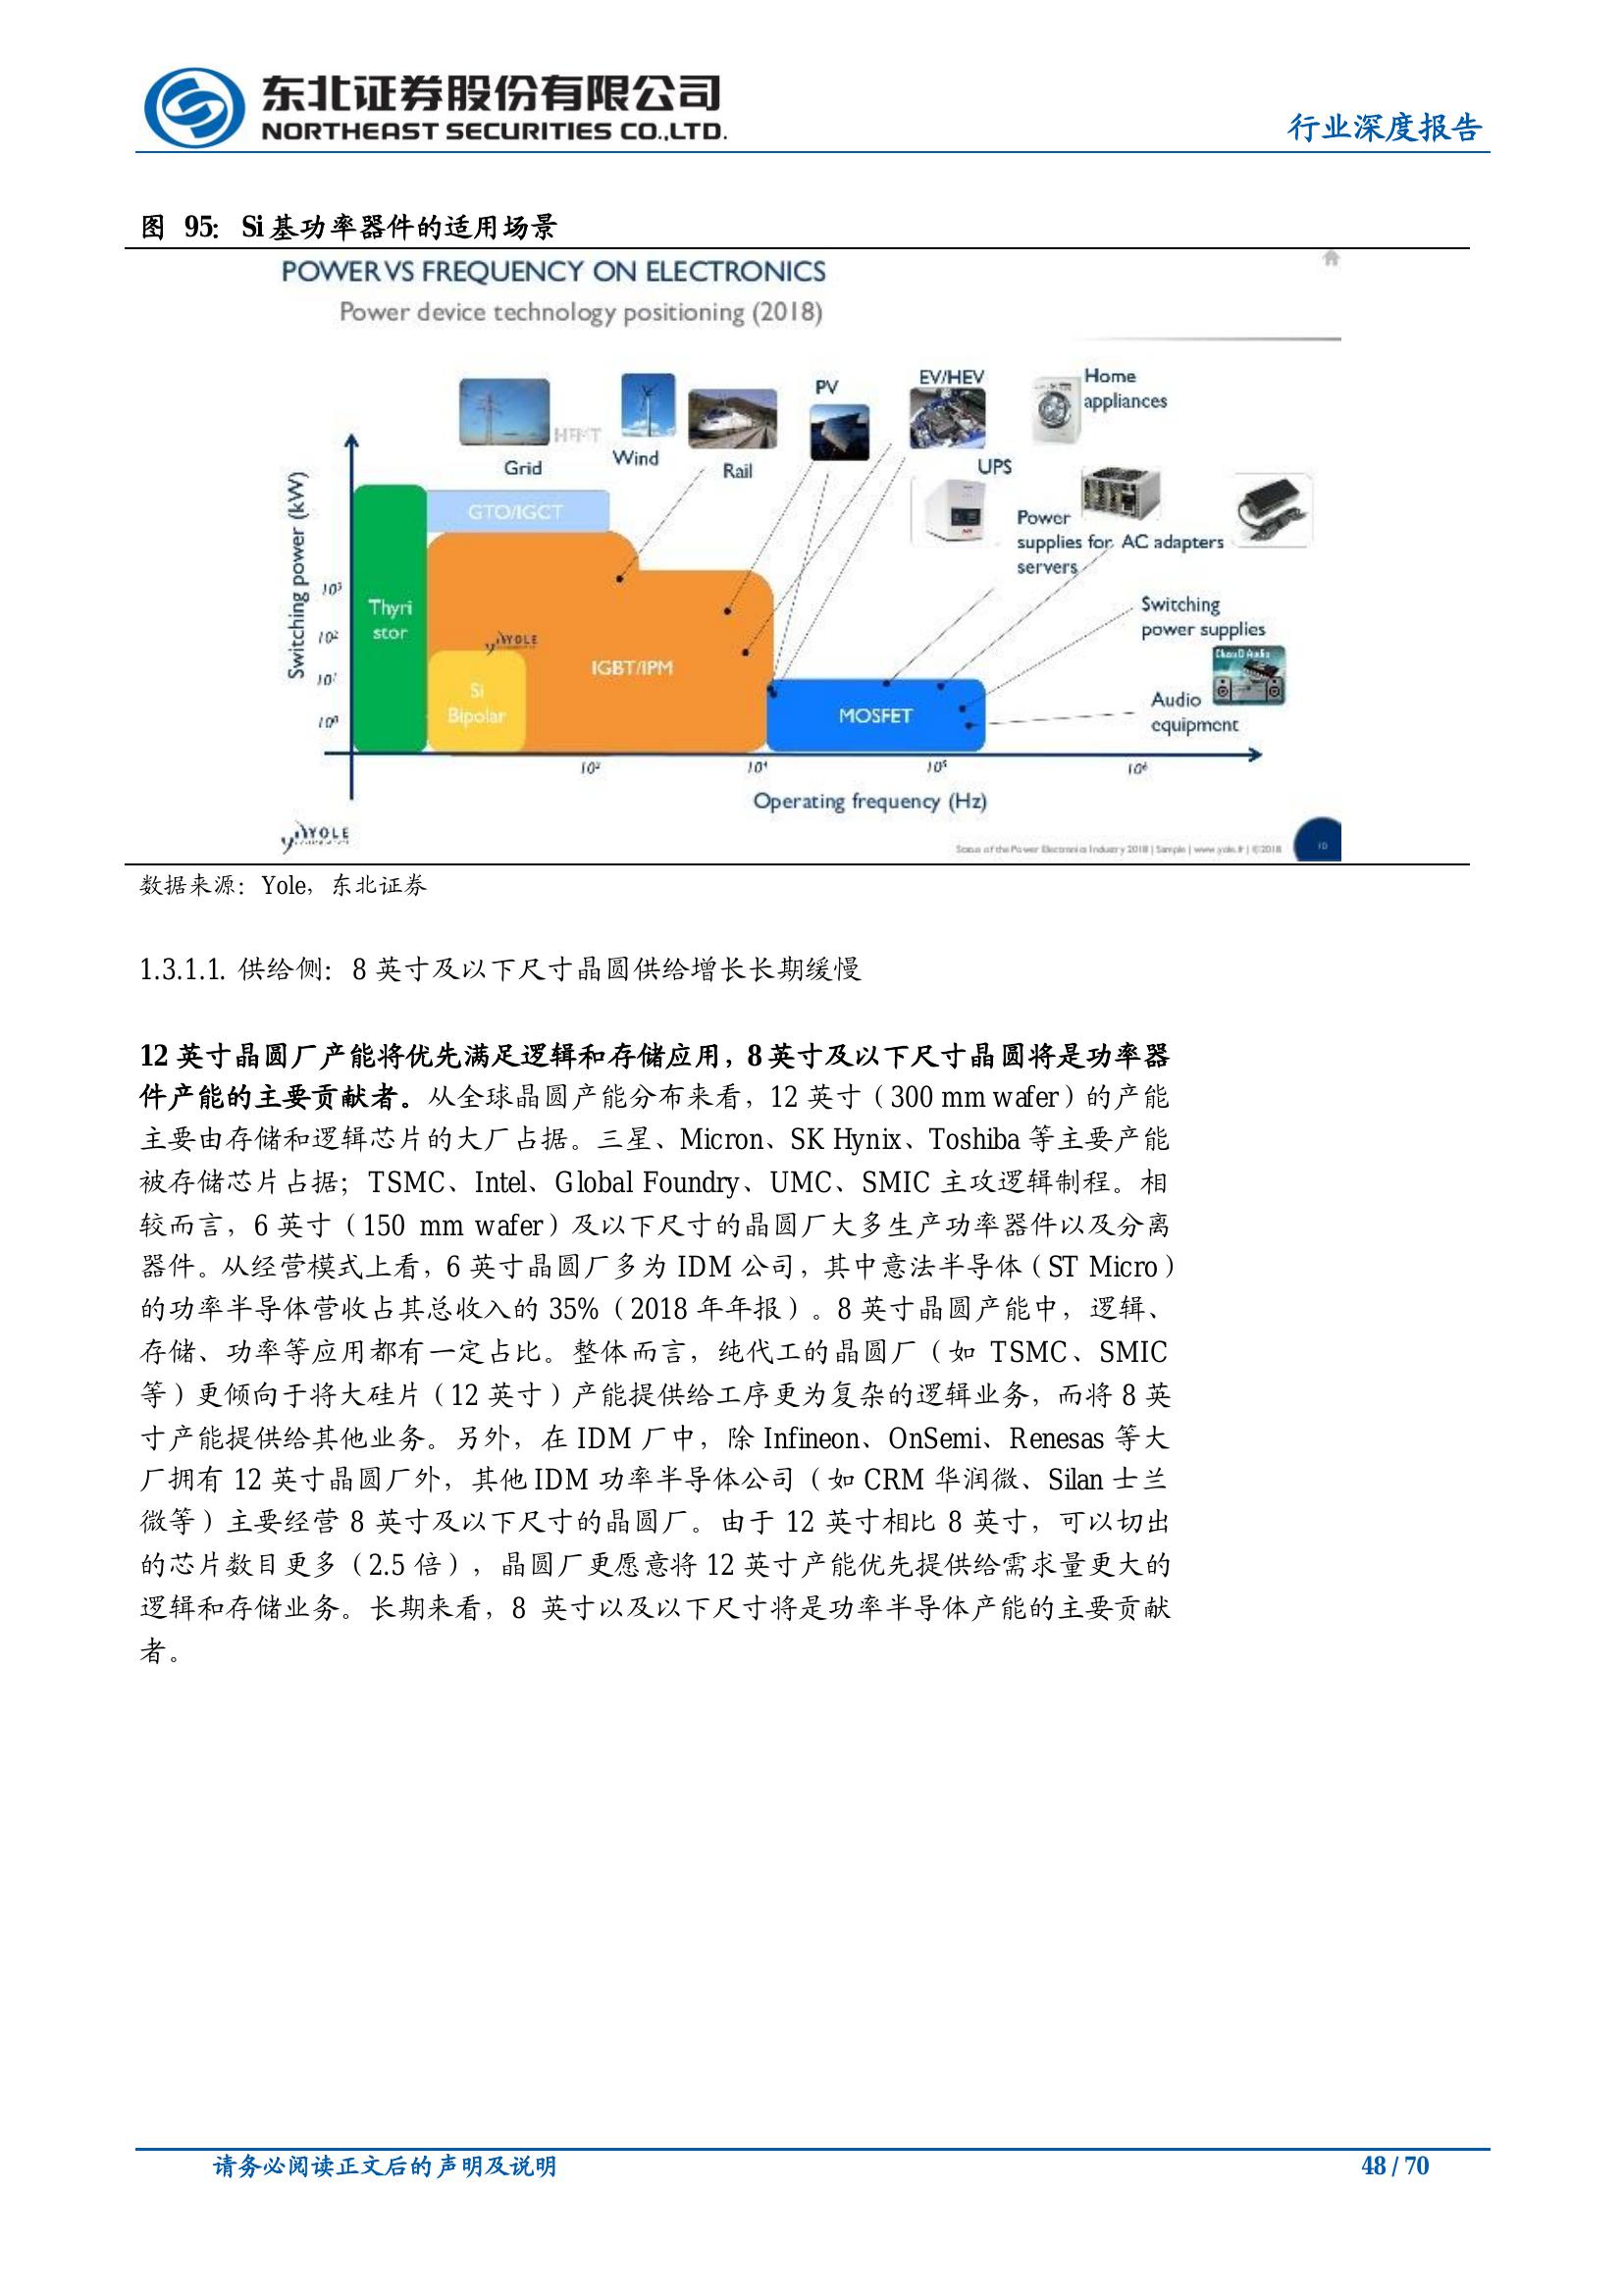 东北证券股份有限公司
NORTHEAST SECURITIES CO.,LTD.
行业深度报告
图 95： Si 基功率器件的适用场景
POWER VS FREQUENCY ON ELECTRONICS
Power device technology positioning (2018)
Grid
Wind
Rail
PV
EV/HEV
Home
appliances
UPS
Power
supplies for
servers
AC adapters
Switching
power supplies
Audio
equipment
Switching power (kW)
GTO/IGCT
Thyri
stor
YOLE
IGBT/IPM
Si
Bipolar
MOSFET
10³
10²
10¹
10⁰
10²
10⁴
10⁵
10⁶
Operating frequency (Hz)
YOLE
Status of the Power Electronics Industry 2018 | Sample | www.yole.fr | ©2018
10
数据来源：Yole，东北证券
1.3.1.1. 供给侧：8 英寸及以下尺寸晶圆供给增长长期缓慢
12 英寸晶圆厂产能将优先满足逻辑和存储应用，8 英寸及以下尺寸晶圆将是功率器
件产能的主要贡献者。从全球晶圆产能分布来看，12 英寸（300 mm wafer）的产能
主要由存储和逻辑芯片的大厂占据。三星、Micron、SK Hynix、Toshiba 等主要产能
被存储芯片占据；TSMC、Intel、Global Foundry、UMC、SMIC 主攻逻辑制程。相
较而言，6 英寸（150 mm wafer）及以下尺寸的晶圆厂大多生产功率器件以及分离
器件。从经营模式上看，6 英寸晶圆厂多为 IDM 公司，其中意法半导体（ST Micro）
的功率半导体营收占其总收入的 35%（2018 年年报）。8 英寸晶圆产能中，逻辑、
存储、功率等应用都有一定占比。整体而言，纯代工的晶圆厂（如 TSMC、SMIC
等）更倾向于将大硅片（12 英寸）产能提供给工序更为复杂的逻辑业务，而将 8 英
寸产能提供给其他业务。另外，在 IDM 厂中，除 Infineon、OnSemi、Renesas 等大
厂拥有 12 英寸晶圆厂外，其他 IDM 功率半导体公司（如 CRM 华润微、Silan 士兰
微等）主要经营 8 英寸及以下尺寸的晶圆厂。由于 12 英寸相比 8 英寸，可以切出
的芯片数目更多（2.5 倍），晶圆厂更愿意将 12 英寸产能优先提供给需求量更大的
逻辑和存储业务。长期来看，8 英寸以及以下尺寸将是功率半导体产能的主要贡献
者。
请务必阅读正文后的声明及说明
48 / 70